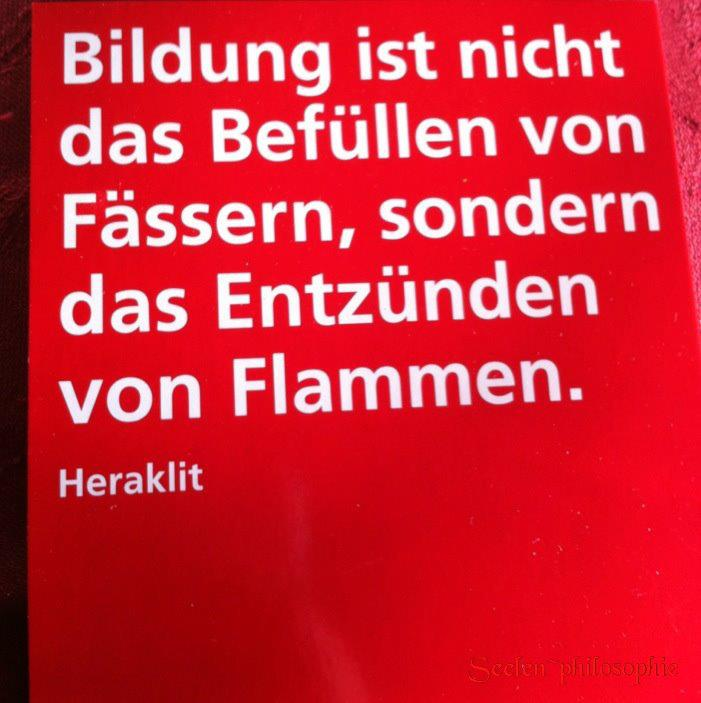 Bildung ist nicht
das Befüllen von
Fässern, sondern
das Entzünden
von Flammen.
Heraklit
Seelen philosophie